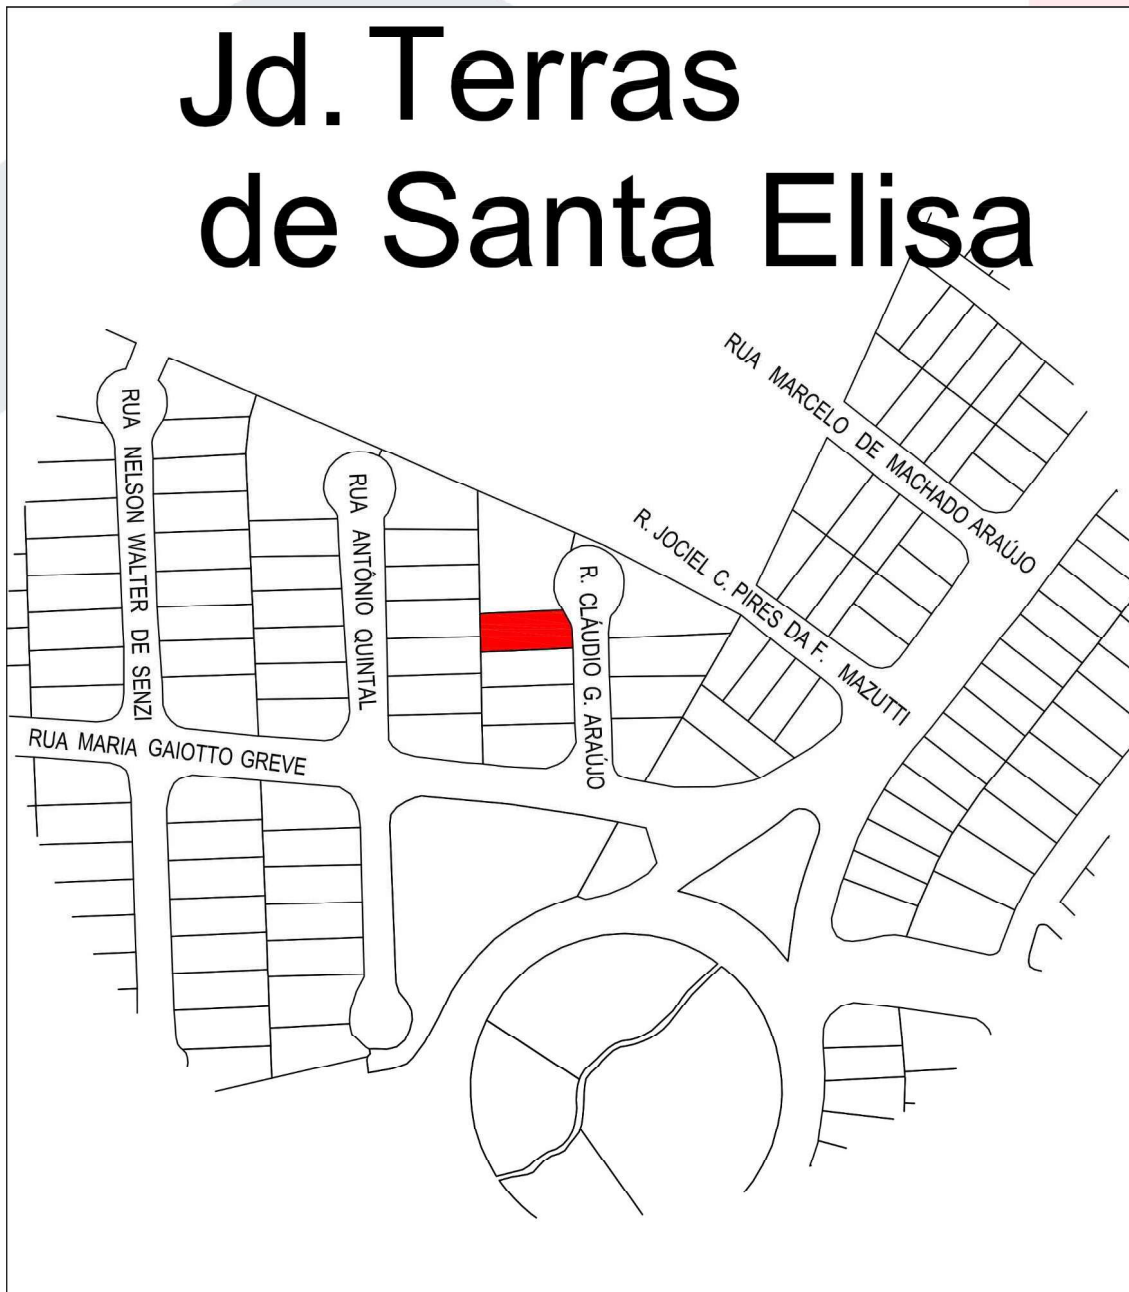 Jd. Terras
de Santa Elisa
RUA MARCELO DE MACHADO ARAÚJO
RUA NELSON WALTER DE SENZI
RUA ANTÔNIO QUINTAL
R. JOCIEL C. PIRES DA F. MAZUTTI
R. CLÁUDIO G. ARAÚJO
RUA MARIA GAIOTTO GREVE